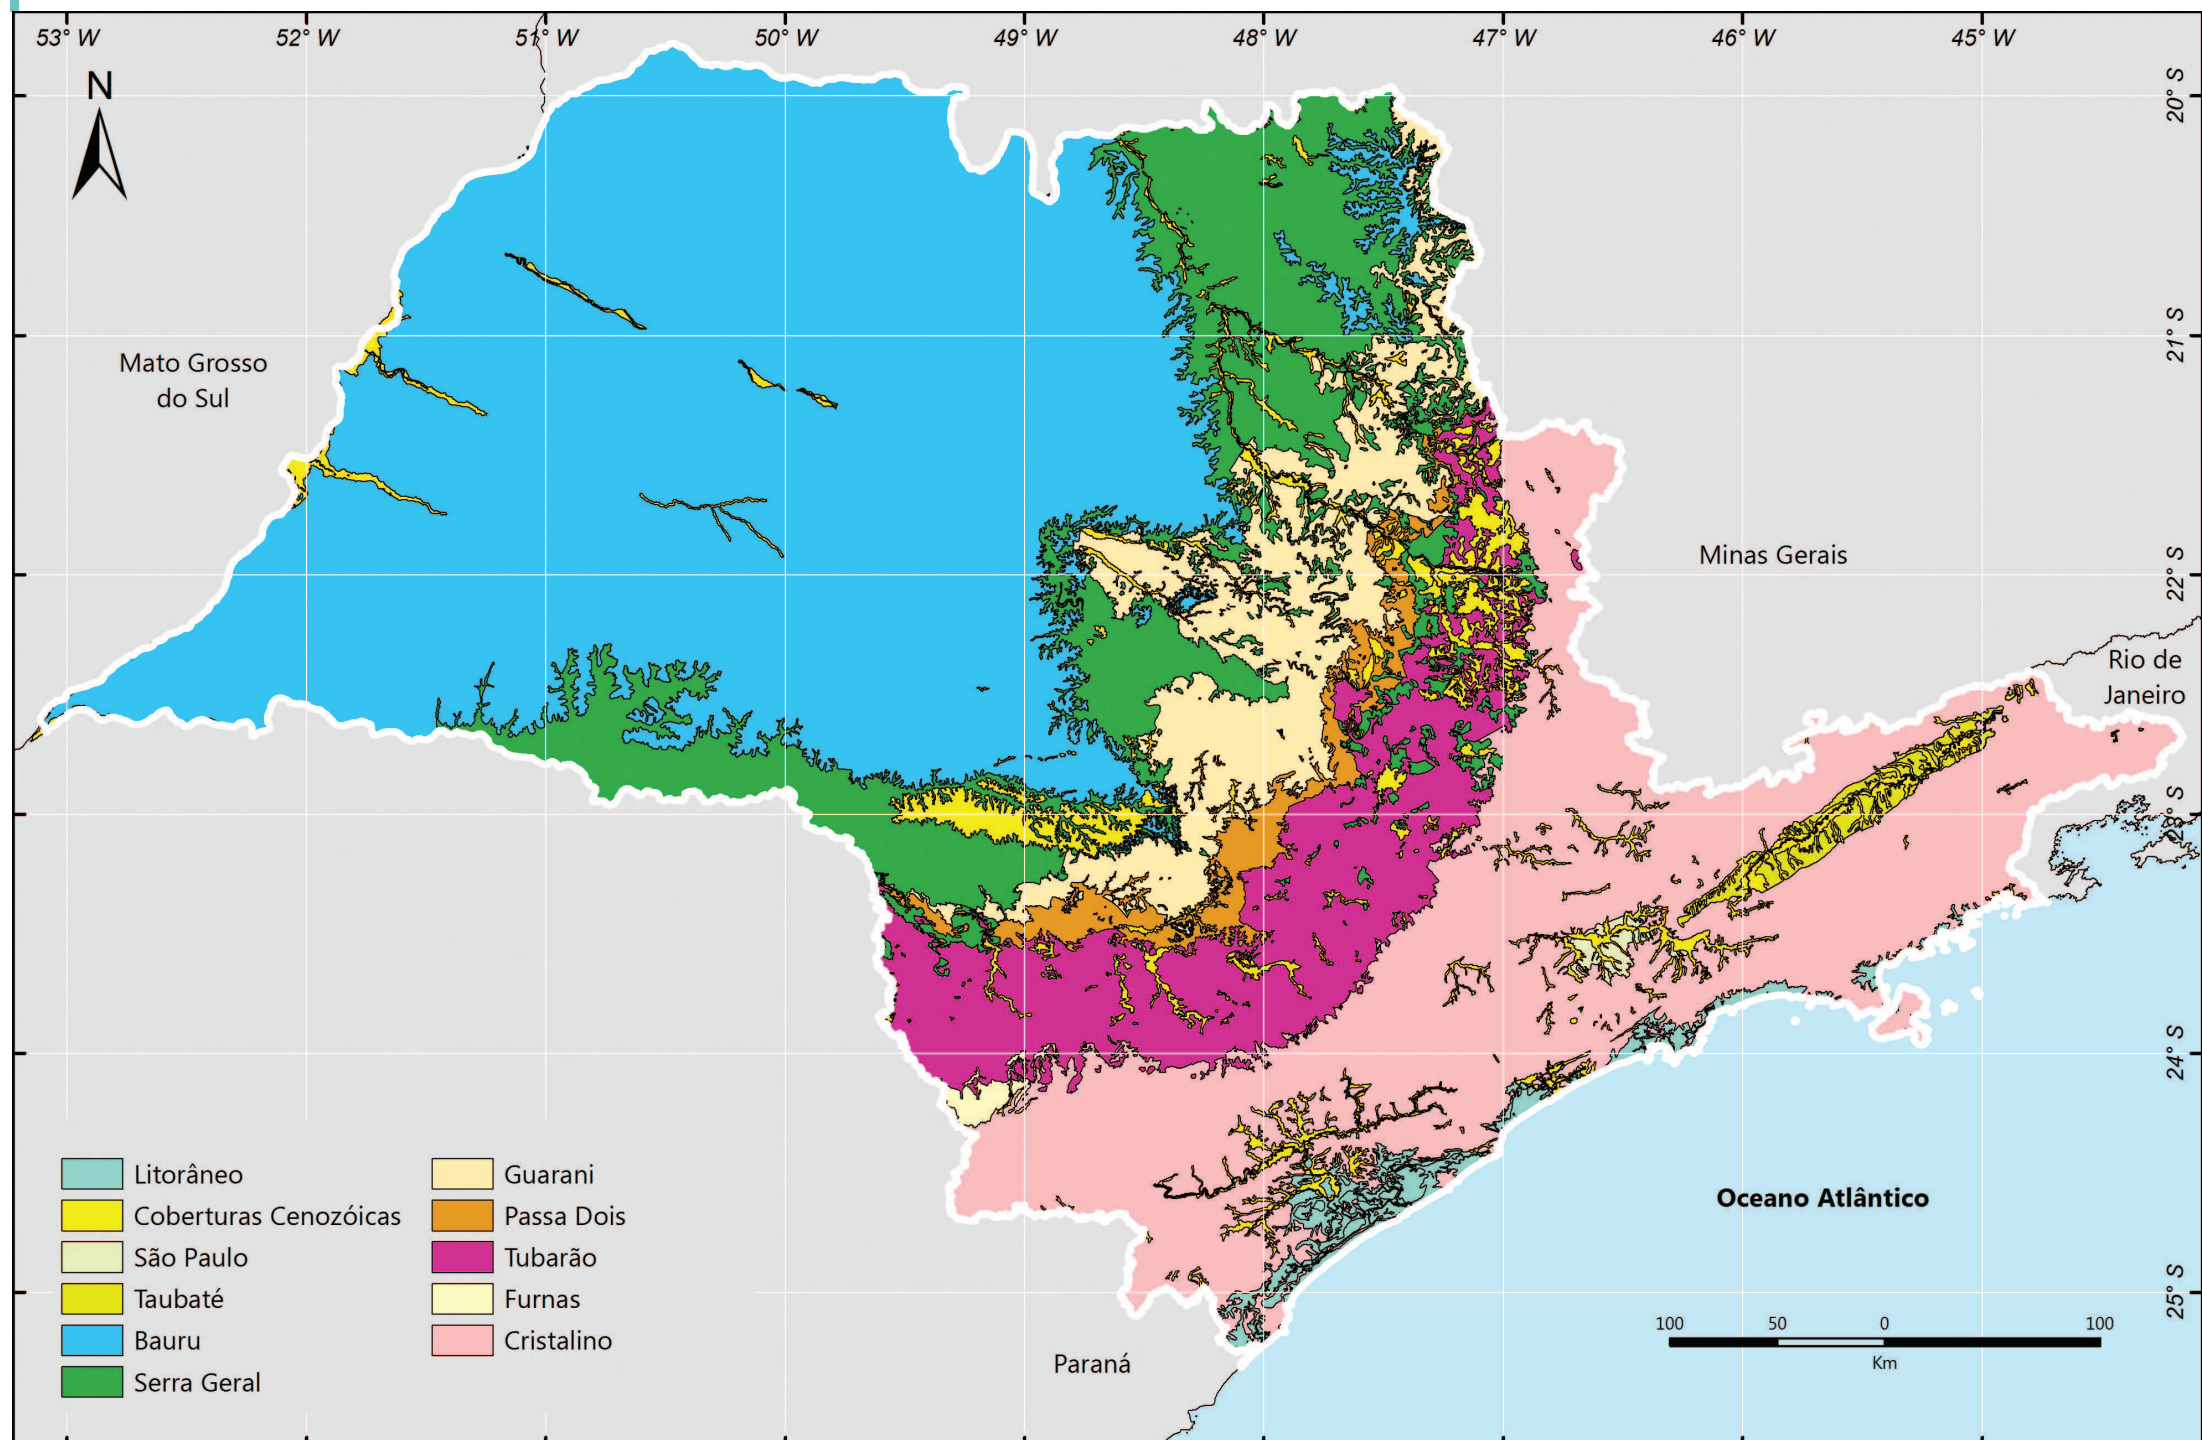 53° W 52° W 51° W 50° W 49° W 48° W 47° W 46° W 45° W
N
20° S
21° S
22° S
23° S
24° S
25° S
Mato Grosso
do Sul
Minas Gerais
Rio de
Janeiro
Oceano Atlântico
Paraná
Litorâneo
Coberturas Cenozóicas
São Paulo
Taubaté
Bauru
Serra Geral
Guarani
Passa Dois
Tubarão
Furnas
Cristalino
100 50 0 100
Km